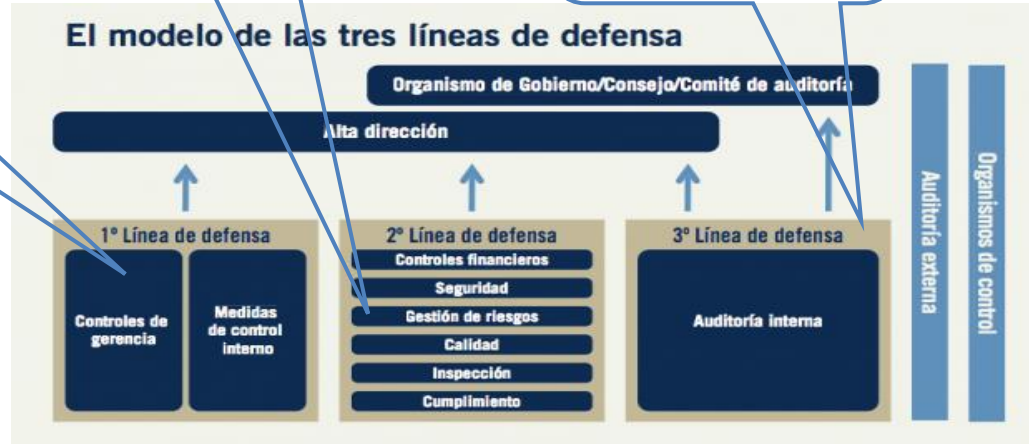 El modelo de las tres líneas de defensa
Organismo de Gobierno/Consejo/Comité de auditoría
Alta dirección
1º Línea de defensa
Controles de
gerencia
Medidas
de control
interno
2º Línea de defensa
Controles financieros
Seguridad
Gestión de riesgos
Calidad
Inspección
Cumplimiento
3º Línea de defensa
Auditoría interna
Auditoría externa
Organismos de control